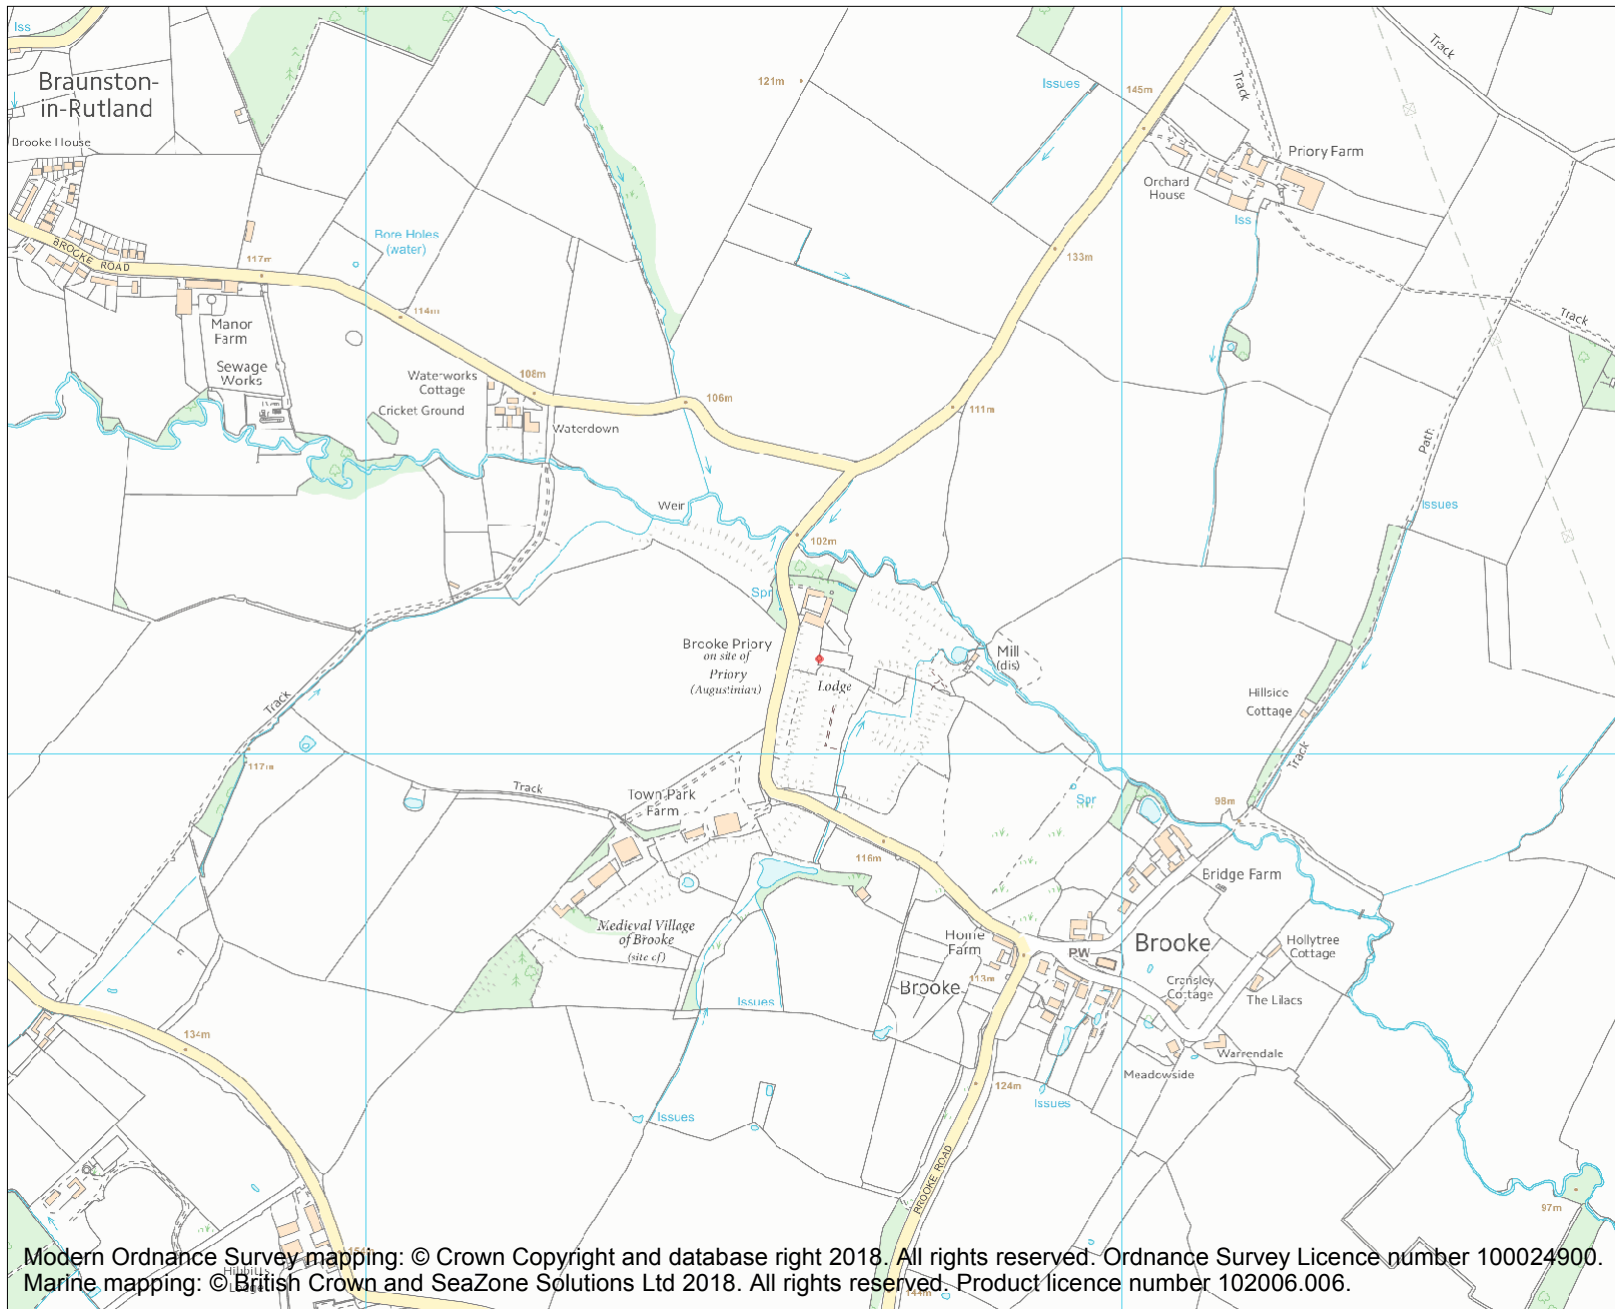 Iss
Braunston-
in-Rutland
Brooke House
BROOKE ROAD
117m
Bore Holes
(water)
114m
Manor
Farm
Sewage
Works
Waterworks
Cottage
Cricket Ground
108m
Waterdown
106m
121m
Issues
145m
Track
Track
Priory Farm
Orchard
House
Iss
133m
111m
Track
Path
Issues
Weir
102m
Spr
Brooke Priory
on site of
Priory
(Augustinian)
Lodge
Mill
(dis)
Hillside
Cottage
Track
Track
117m
Track
Town Park
Farm
116m
Spr
98m
Bridge Farm
Medieval Village
of Brooke
(site of)
Home
Farm
PW
Brooke
Hollytree
Cottage
113m
Brooke
Cransley
Cottage
The Lilacs
Issues
Warrendale
Meadowside
134m
124m
Issues
Issues
BROOKE ROAD
97m
154m
Hibbitts
Lodge
144m
Modern Ordnance Survey mapping: © Crown Copyright and database right 2018. All rights reserved. Ordnance Survey Licence number 100024900.
Marine mapping: © British Crown and SeaZone Solutions Ltd 2018. All rights reserved. Product licence number 102006.006.